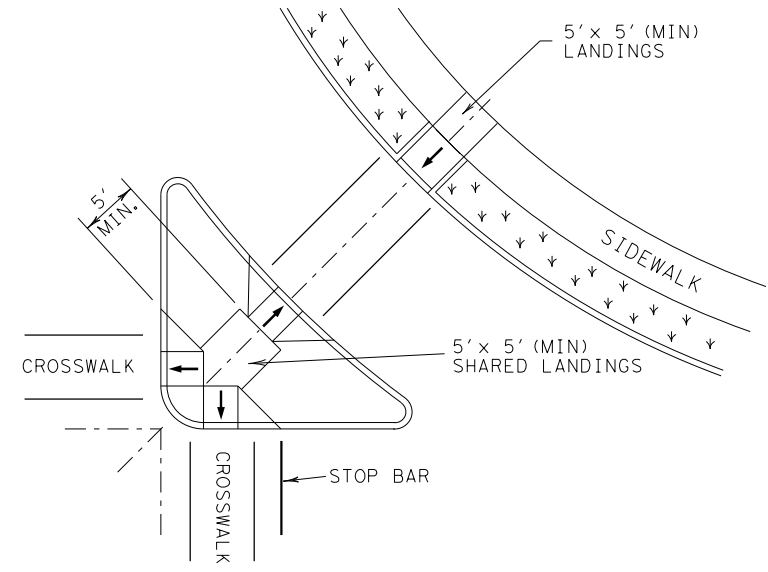 5'x 5'(MIN)
LANDINGS
5'
MIN.
SIDEWALK
CROSSWALK
5'x 5'(MIN)
SHARED LANDINGS
CROSSWALK
STOP BAR